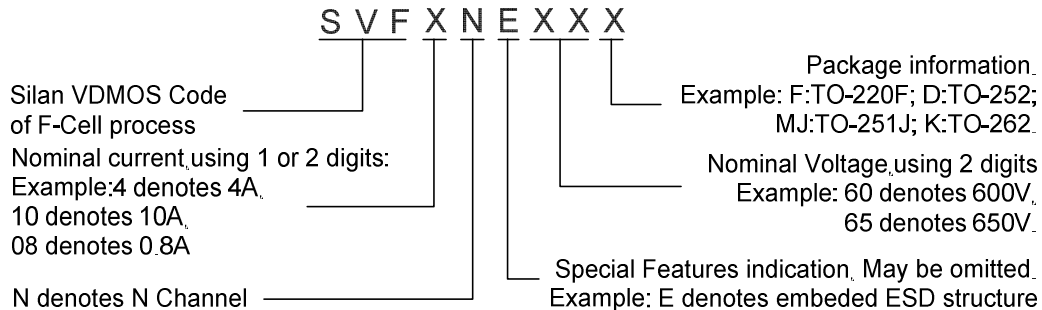 S V F X N E X X X
Silan VDMOS Code
of F-Cell process
Nominal current,using 1 or 2 digits:
Example:4 denotes 4A,
10 denotes 10A,
08 denotes 0.8A
N denotes N Channel
Package information.
Example: F:TO-220F; D:TO-252;
MJ:TO-251J; K:TO-262.
Nominal Voltage,using 2 digits
Example: 60 denotes 600V,
65 denotes 650V.
Special Features indication, May be omitted.
Example: E denotes embeded ESD structure